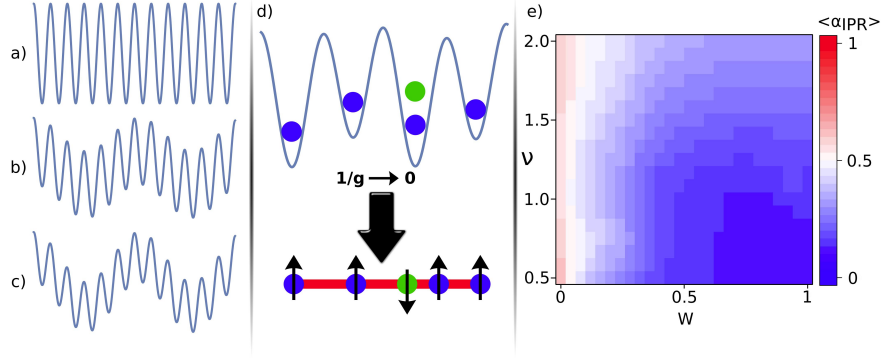 a)
b)
c)
d)
1/g → 0
e)
<α_IPR>
2.0
1.5
1.0
0.5
ν
0
0.5
1
W
1
0.5
0